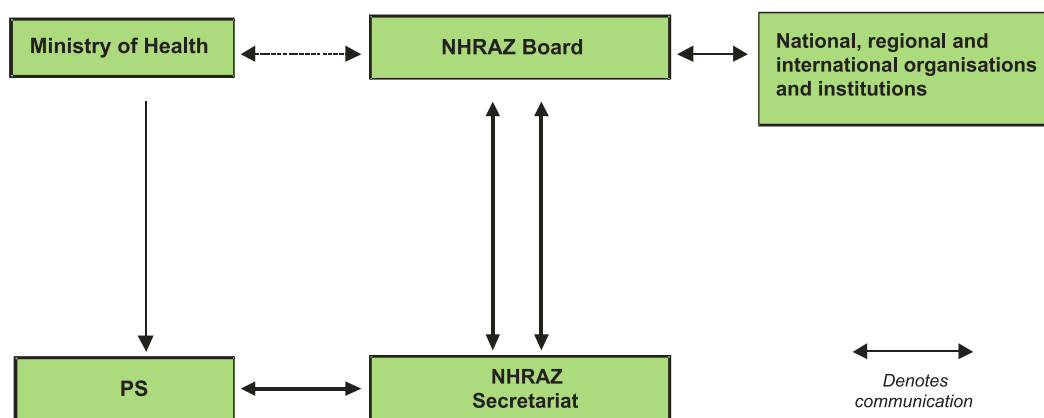 Ministry of Health
NHRAZ Board
National, regional and
international organisations
and institutions
PS
NHRAZ
Secretariat
Denotes
communication